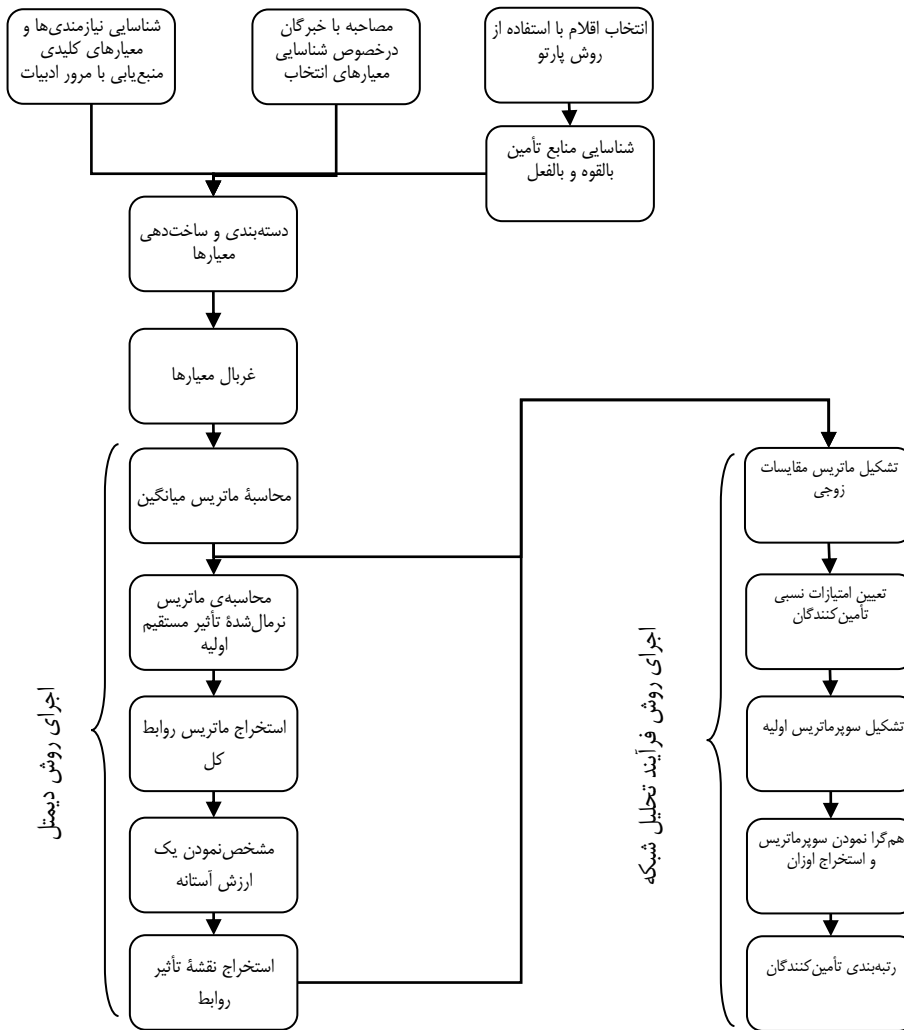 شناسایی نیازمندی‌ها و
معیارهای کلیدی
منبع‌یابی با مرور ادبیات
مصاحبه با خبرگان
درخصوص شناسایی
معیارهای انتخاب
انتخاب اقلام با استفاده از
روش پارتو
شناسایی منابع تأمین
بالقوه و بالفعل
دسته‌بندی و ساخت‌دهی
معیارها
غربال معیارها
اجرای روش دیمتل
محاسبۀ ماتریس میانگین
محاسبه‌ی ماتریس
نرمال‌شدۀ تأثیر مستقیم
اولیه
استخراج ماتریس روابط
کل
مشخص‌نمودن یک
ارزش آستانه
استخراج نقشۀ تأثیر
روابط
اجرای روش فرآیند تحلیل شبکه
تشکیل ماتریس مقایسات
زوجی
تعیین امتیازات نسبی
تأمین‌کنندگان
تشکیل سوپرماتریس اولیه
هم‌گرا نمودن سوپرماتریس
و استخراج اوزان
رتبه‌بندی تأمین‌کنندگان